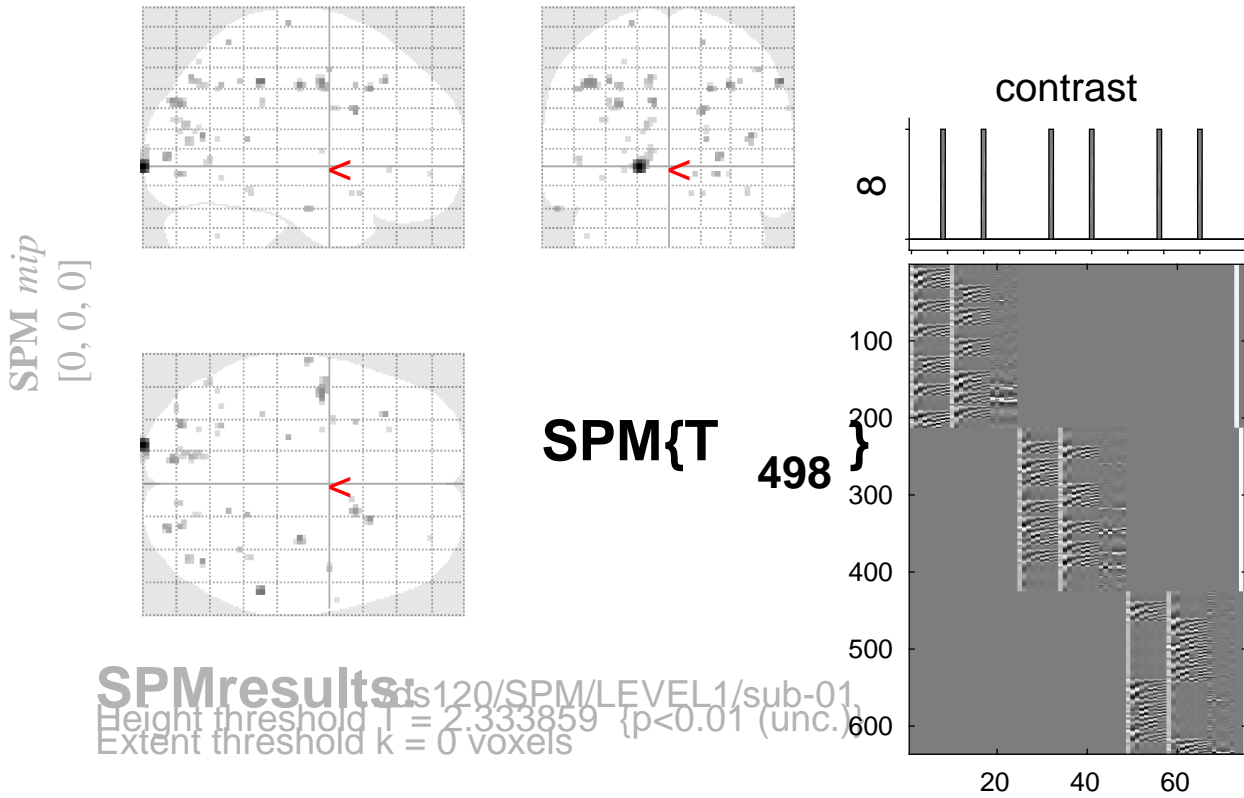 SPM mip
[0, 0, 0]
<
<
<
SPM{T 498 }
SPMresults: /ds120/SPM/LEVEL1/sub-01
Height threshold T = 2.333859 {p<0.01 (unc.)}
Extent threshold k = 0 voxels
contrast
8
100
200
300
400
500
600
20 40 60